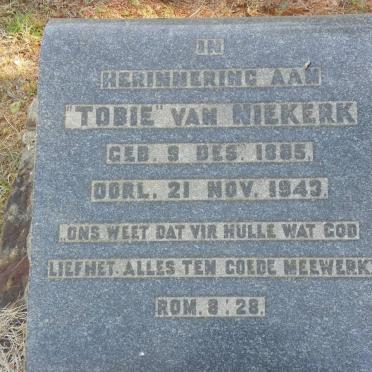 IN
HERINNERING AAN
"TOBIE" VAN NIEKERK
GEB. 9. DES. 1885.
OORL. 21 NOV. 1943.
„ONS WEET DAT VIR HULLE WAT GOD
LIEFHET. ALLES TEN GOEDE MEEWERK"
ROM. 8:28.